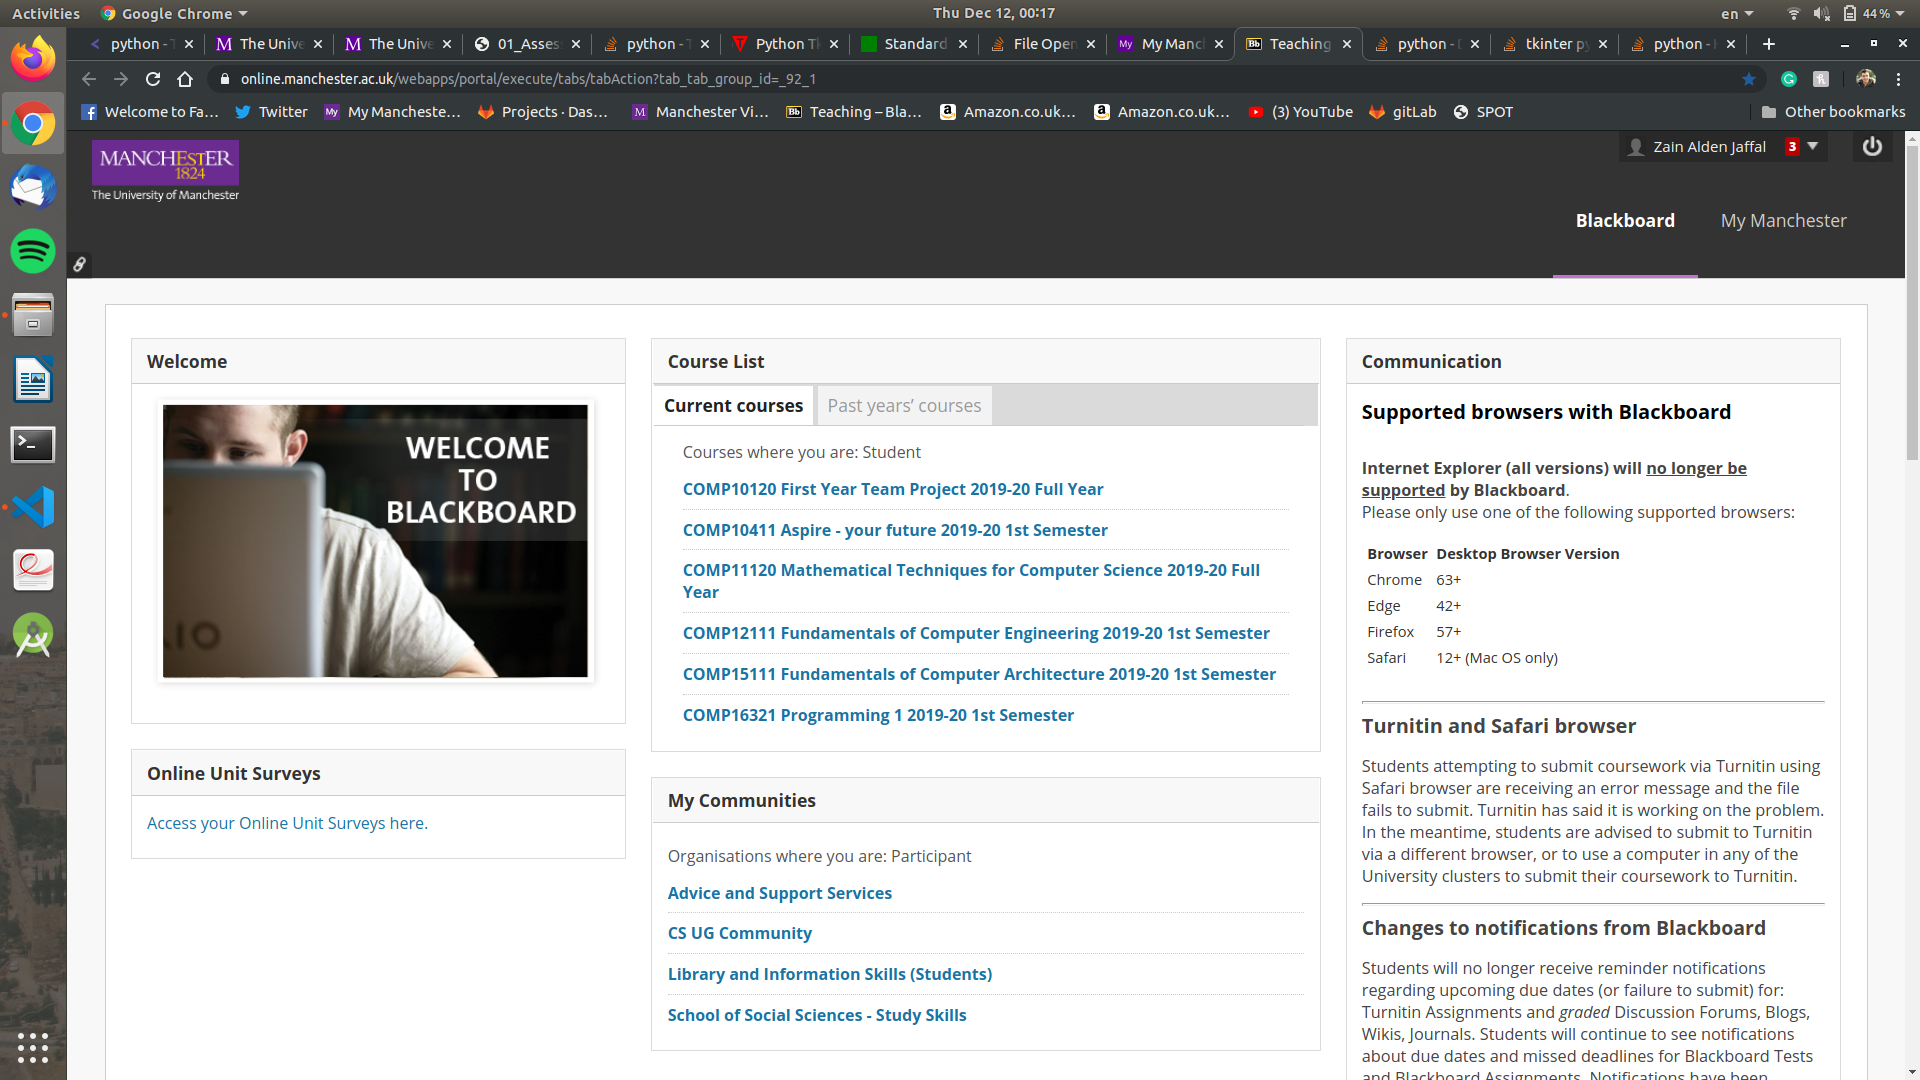 Activities
Google Chrome
Thu Dec 12, 00:17
en
44%
python - T
The Unive
The Unive
01_Asses
python - T
Python Tk
Standard
File Open
My Manch
Teaching
python -
tkinter py
python -
online.manchester.ac.uk/webapps/portal/execute/tabs/tabAction?tab_tab_group_id=_92_1
Welcome to Fa...
Twitter
My Mancheste...
Projects · Das...
Manchester Vi...
Teaching – Bla...
Amazon.co.uk...
Amazon.co.uk...
(3) YouTube
gitLab
SPOT
Other bookmarks
MANCHESTER
1824
The University of Manchester
Zain Alden Jaffal
3
Blackboard
My Manchester
Welcome
WELCOME
TO
BLACKBOARD
Online Unit Surveys
Access your Online Unit Surveys here.
Course List
Current courses
Past years’ courses
Courses where you are: Student
COMP10120 First Year Team Project 2019-20 Full Year
COMP10411 Aspire - your future 2019-20 1st Semester
COMP11120 Mathematical Techniques for Computer Science 2019-20 Full
Year
COMP12111 Fundamentals of Computer Engineering 2019-20 1st Semester
COMP15111 Fundamentals of Computer Architecture 2019-20 1st Semester
COMP16321 Programming 1 2019-20 1st Semester
My Communities
Organisations where you are: Participant
Advice and Support Services
CS UG Community
Library and Information Skills (Students)
School of Social Sciences - Study Skills
Communication
Supported browsers with Blackboard
Internet Explorer (all versions) will no longer be
supported by Blackboard.
Please only use one of the following supported browsers:
Browser Desktop Browser Version
Chrome 63+
Edge 42+
Firefox 57+
Safari 12+ (Mac OS only)
Turnitin and Safari browser
Students attempting to submit coursework via Turnitin using
Safari browser are receiving an error message and the file
fails to submit. Turnitin has said it is working on the problem.
In the meantime, students are advised to submit to Turnitin
via a different browser, or to use a computer in any of the
University clusters to submit their coursework to Turnitin.
Changes to notifications from Blackboard
Students will no longer receive reminder notifications
regarding upcoming due dates (or failure to submit) for:
Turnitin Assignments and graded Discussion Forums, Blogs,
Wikis, Journals. Students will continue to see notifications
about due dates and missed deadlines for Blackboard Tests
and Blackboard Assignments. Notifications have been